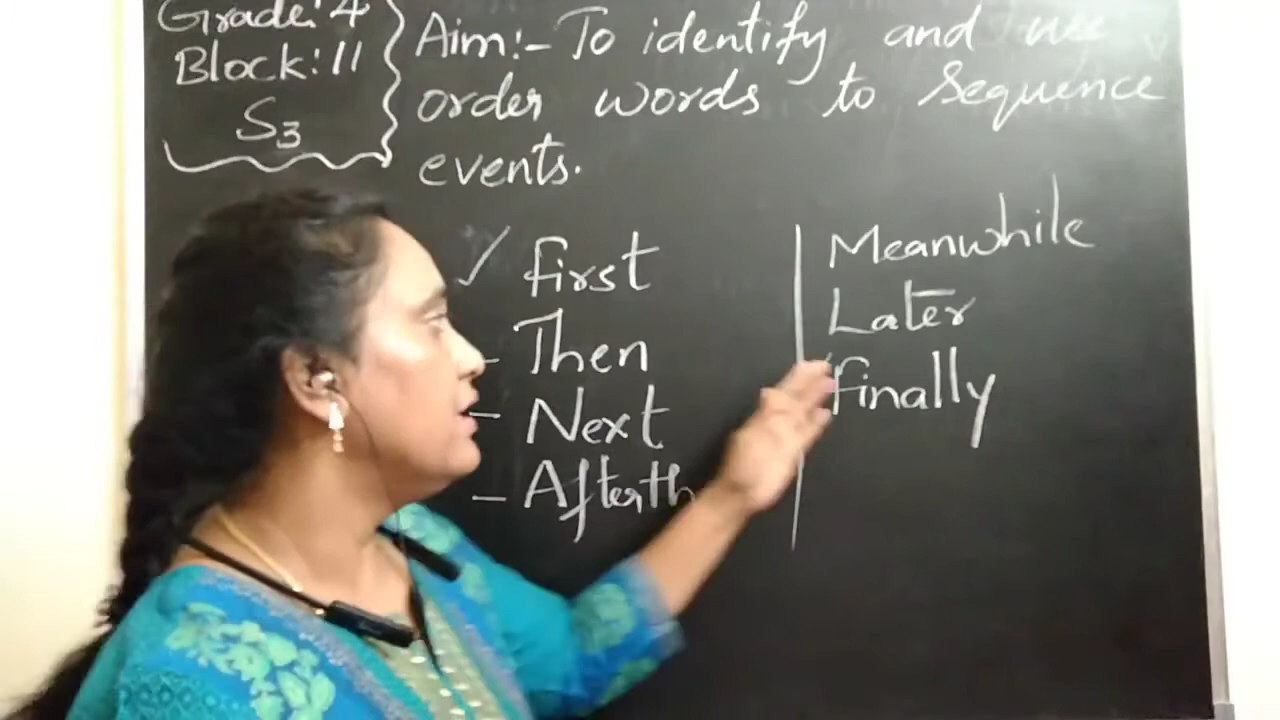 Grade: 4
Block: 11
S3
Aim:- To identify and use
order words to sequence
events.
✓ first
- Then
- Next
- Afterth
Meanwhile
Later
finally